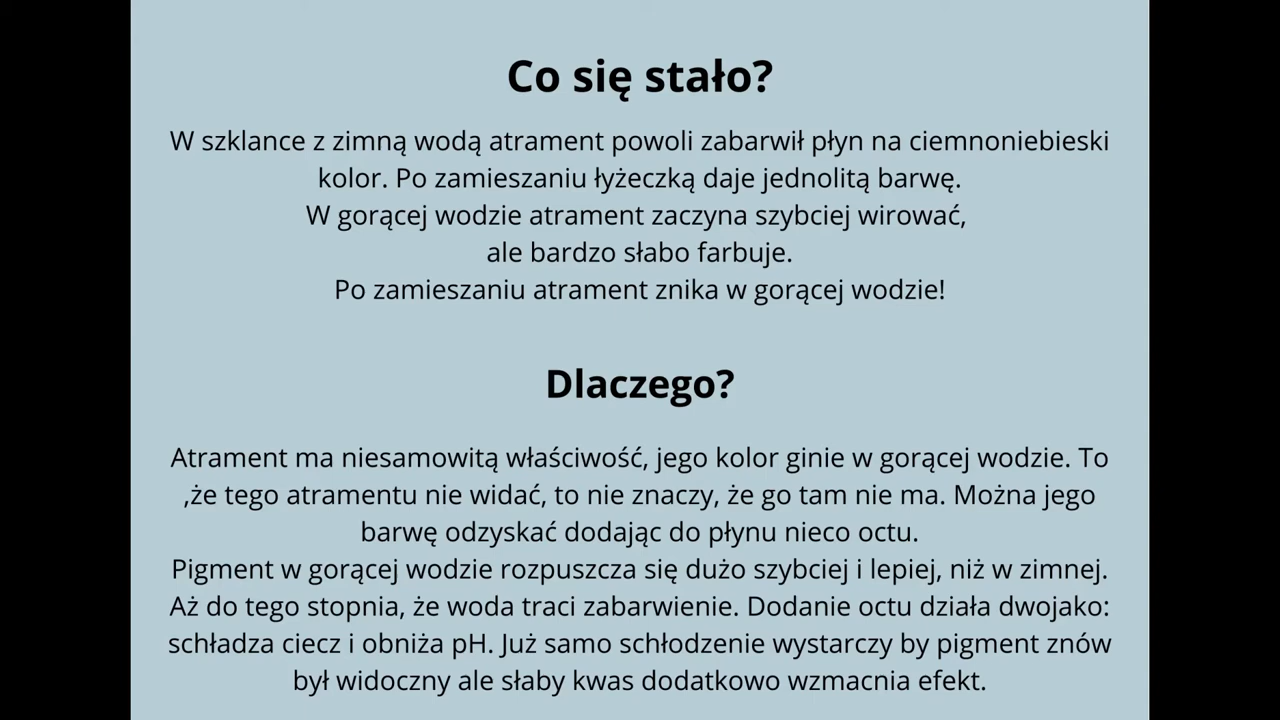 Co się stało?
W szklance z zimną wodą atrament powoli zabarwił płyn na ciemnoniebieski
kolor. Po zamieszaniu łyżeczką daje jednolitą barwę.
W gorącej wodzie atrament zaczyna szybciej wirować,
ale bardzo słabo farbuje.
Po zamieszaniu atrament znika w gorącej wodzie!
Dlaczego?
Atrament ma niesamowitą właściwość, jego kolor ginie w gorącej wodzie. To
,że tego atramentu nie widać, to nie znaczy, że go tam nie ma. Można jego
barwę odzyskać dodając do płynu nieco octu.
Pigment w gorącej wodzie rozpuszcza się dużo szybciej i lepiej, niż w zimnej.
Aż do tego stopnia, że woda traci zabarwienie. Dodanie octu działa dwojako:
schładza ciecz i obniża pH. Już samo schłodzenie wystarczy by pigment znów
był widoczny ale słaby kwas dodatkowo wzmacnia efekt.